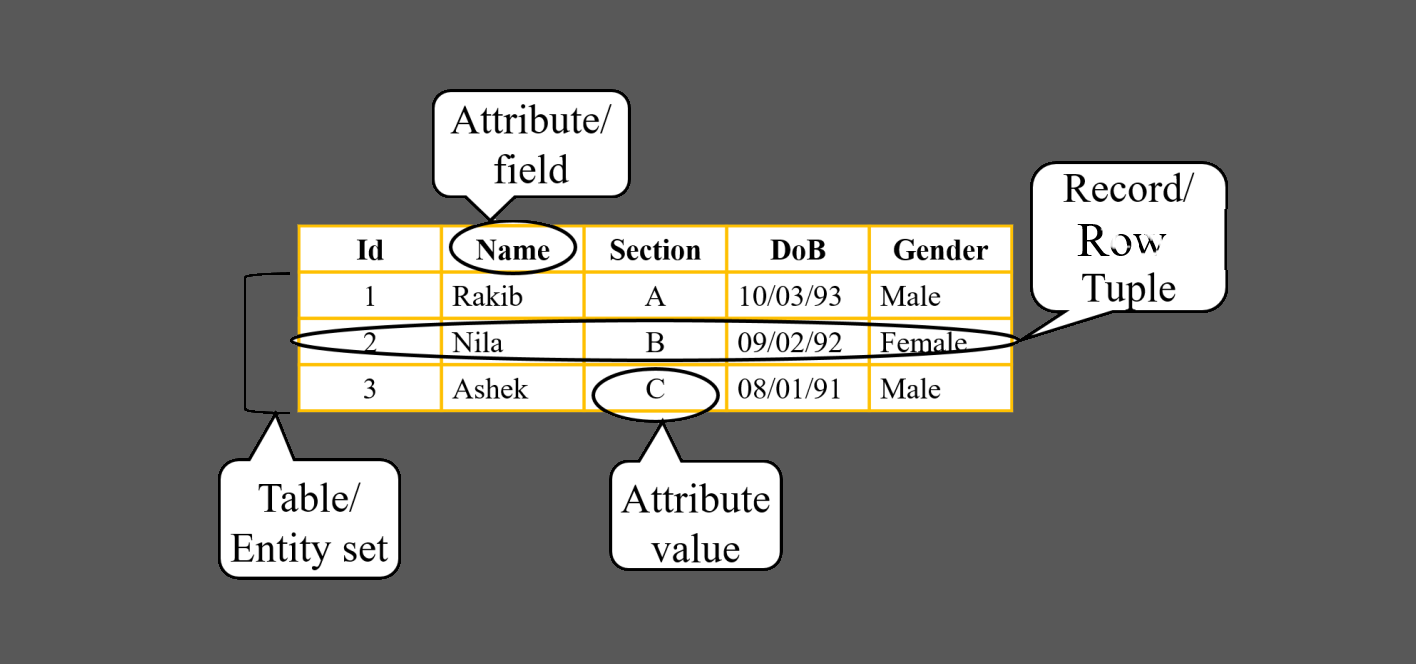 Attribute/
field
Record/
Row
Tuple
Id Name Section DoB Gender
1 Rakib A 10/03/93 Male
2 Nila B 09/02/92 Female
3 Ashek C 08/01/91 Male
Table/
Entity set
Attribute
value